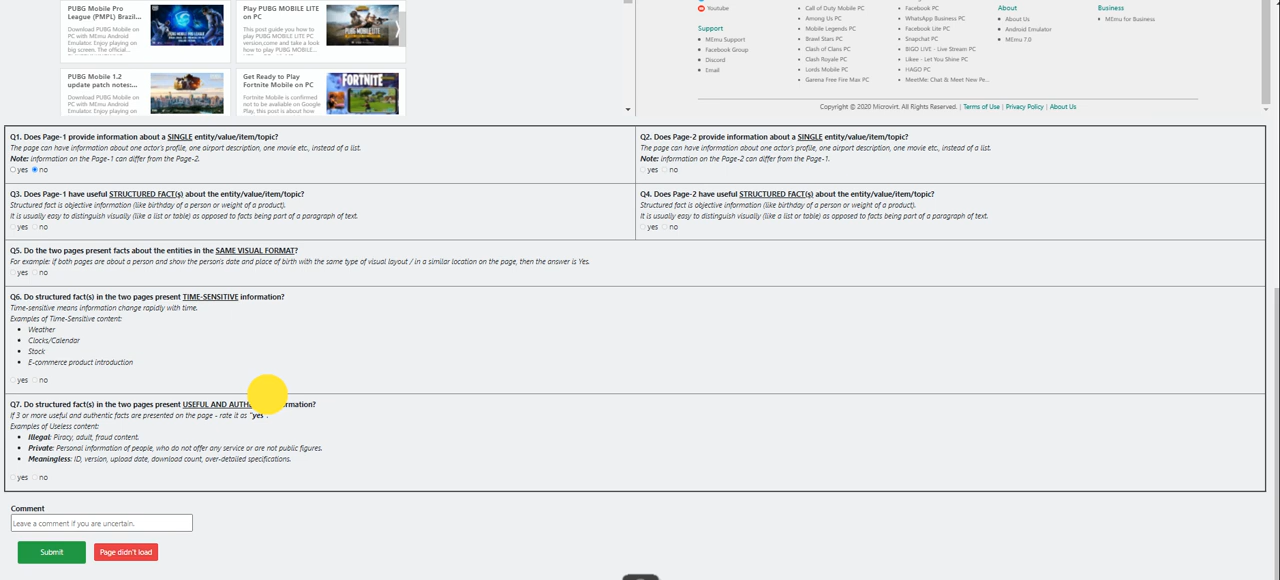 PUBG Mobile Pro
League (PMPL) Brazil...
Download PUBG Mobile
on PC with MEmu Android
Emulator. Enjoy playing on
big screen. The official...
Play PUBG MOBILE LITE
on PC
This post guide you how to
play PUBG MOBILE LITE PC
version,come and take a look
how to play PUBG MOBILE...
PUBG Mobile 1.2
update patch notes:...
Download PUBG Mobile on
PC with MEmu Android
Emulator. Enjoy playing on
Get Ready to Play
Fortnite Mobile on PC
Fortnite Mobile is confirmed
not to be available on Google
Play, this post is about how
FORTNITE
Youtube
Support
MEmu Support
Facebook Group
Discord
Email
Call of Duty Mobile PC
Among Us PC
Mobile Legends PC
Brawl Stars PC
Clash of Clans PC
Clash Royale PC
Lords Mobile PC
Garena Free Fire Max PC
Facebook PC
WhatsApp Business PC
Facebook Lite PC
Snapchat PC
BIGO LIVE - Live Stream PC
Likee - Let You Shine PC
HAGO PC
MeetMe: Chat & Meet New Pe...
About
About Us
Android Emulator
MEmu 7.0
Business
MEmu for Business
Copyright © 2020 Microvirt. All Rights Reserved. | Terms of Use | Privacy Policy | About Us
Q1. Does Page-1 provide information about a SINGLE entity/value/item/topic?
The page can have information about one actor's profile, one airport description, one movie etc., instead of a list.
Note: information on the Page-1 can differ from the Page-2.
yes no
Q2. Does Page-2 provide information about a SINGLE entity/value/item/topic?
The page can have information about one actor's profile, one airport description, one movie etc., instead of a list.
Note: information on the Page-2 can differ from the Page-1.
yes no
Q3. Does Page-1 have useful STRUCTURED FACT(s) about the entity/value/item/topic?
Structured fact is objective information (like birthday of a person or weight of a product).
It is usually easy to distinguish visually (like a list or table) as opposed to facts being part of a paragraph of text.
yes no
Q4. Does Page-2 have useful STRUCTURED FACT(s) about the entity/value/item/topic?
Structured fact is objective information (like birthday of a person or weight of a product).
It is usually easy to distinguish visually (like a list or table) as opposed to facts being part of a paragraph of text.
yes no
Q5. Do the two pages present facts about the entities in the SAME VISUAL FORMAT?
For example: if both pages are about a person and show the person's date and place of birth with the same type of visual layout / in a similar location on the page, then the answer is Yes.
yes no
Q6. Do structured fact(s) in the two pages present TIME-SENSITIVE information?
Time-sensitive means information change rapidly with time.
Examples of Time-Sensitive content:
Weather
Clocks/Calendar
Stock
E-commerce product introduction
yes no
Q7. Do structured fact(s) in the two pages present USEFUL AND AUTH rmation?
If 3 or more useful and authentic facts are presented on the page - rate it as "yes".
Examples of Useless content:
Illegal: Piracy, adult, fraud content.
Private: Personal information of people, who do not offer any service or are not public figures.
Meaningless: ID, version, upload date, download count, over-detailed specifications.
yes no
Comment
Leave a comment if you are uncertain.
Submit
Page didn't load